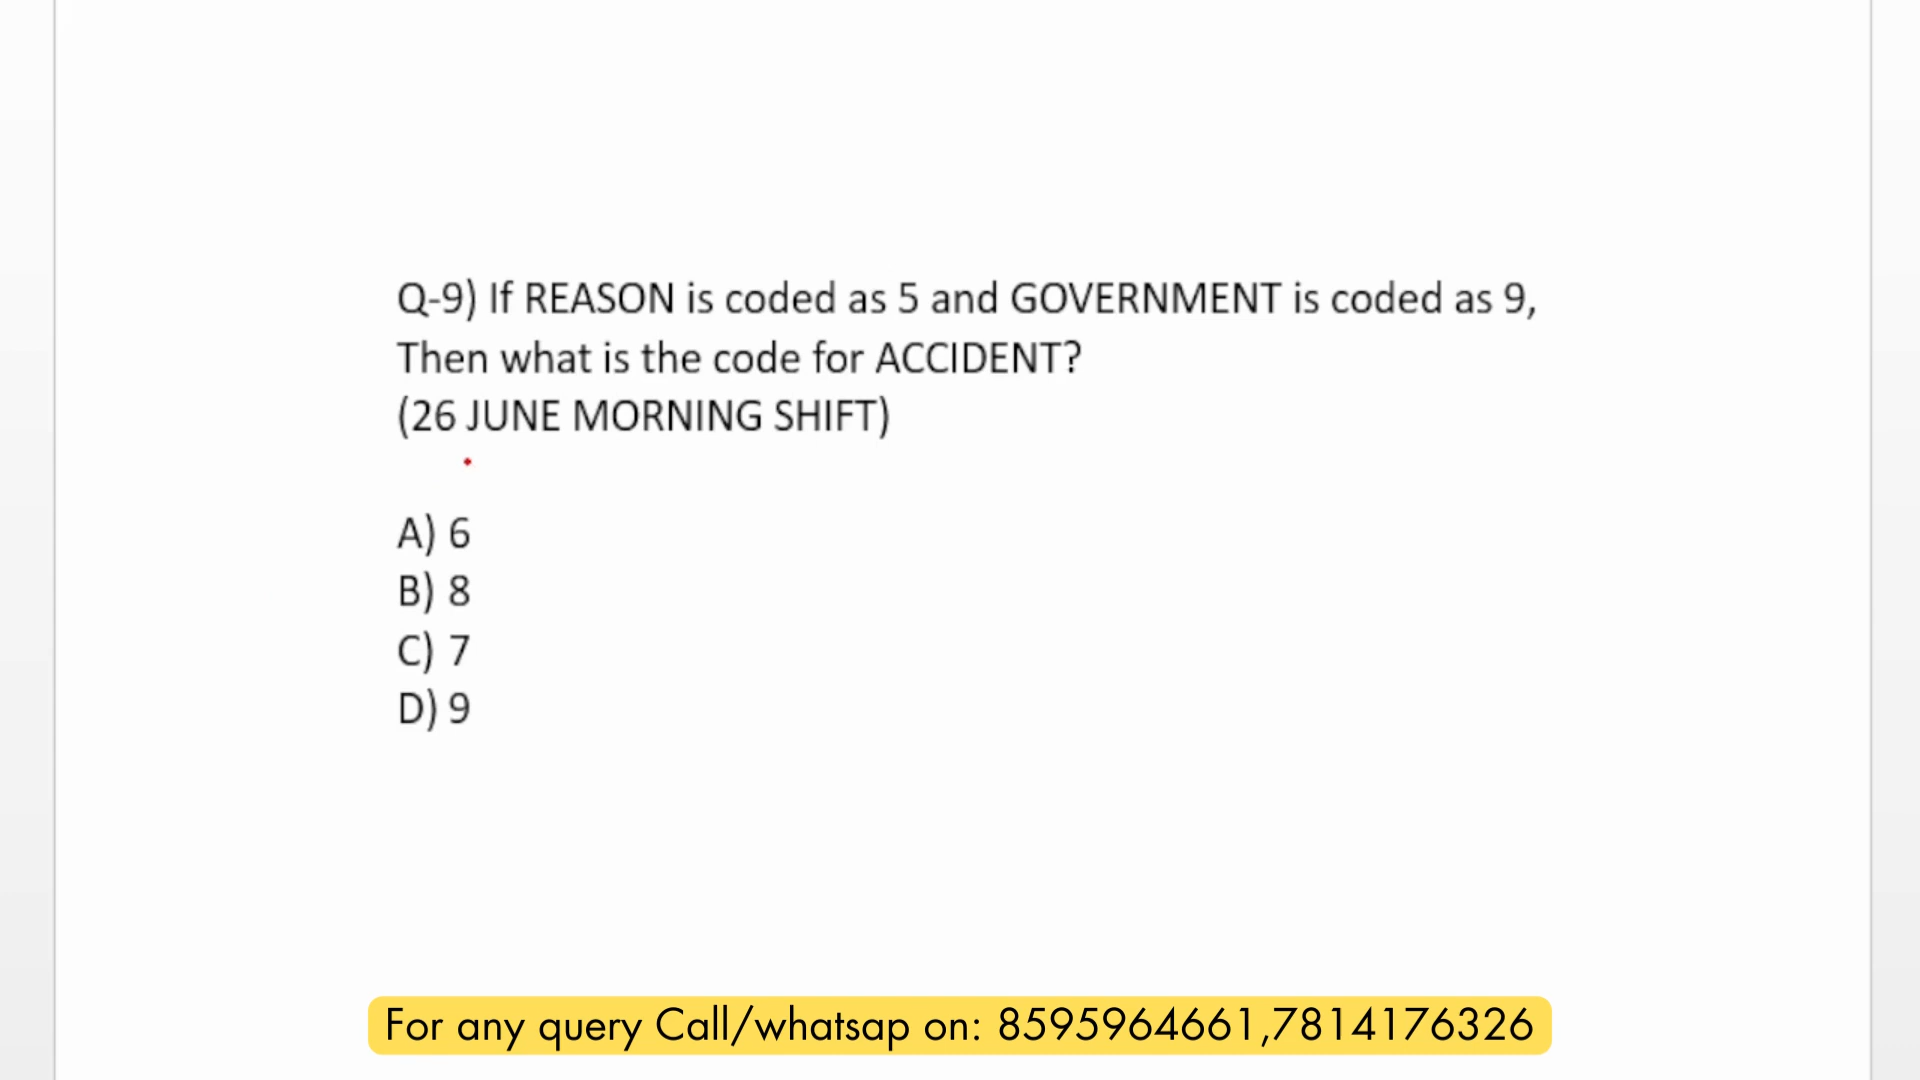 Q-9) If REASON is coded as 5 and GOVERNMENT is coded as 9,
Then what is the code for ACCIDENT?
(26 JUNE MORNING SHIFT)
A) 6
B) 8
C) 7
D) 9
For any query Call/whatsap on: 8595964661,7814176326